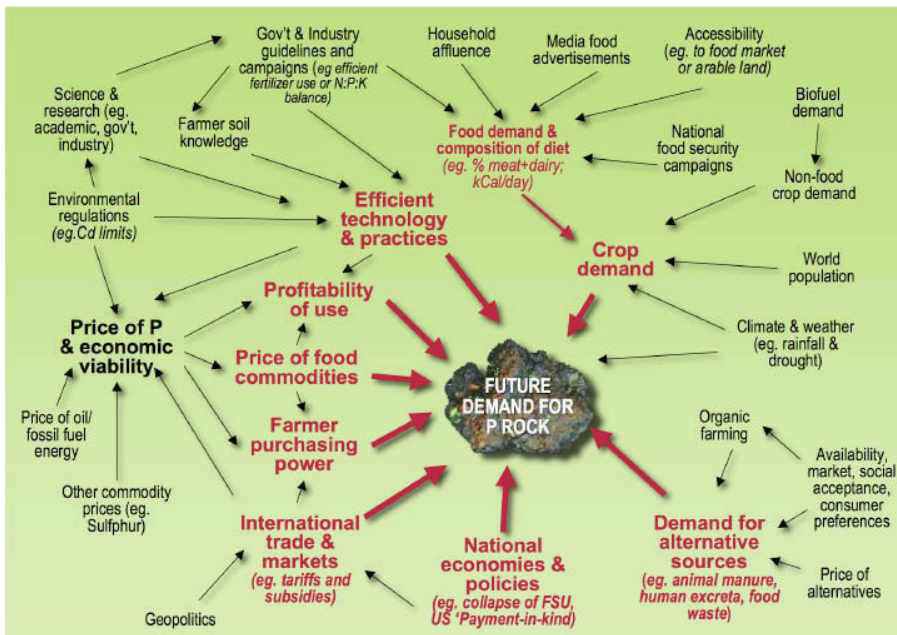 Gov't & Industry
guidelines and
campaigns (eg efficient
fertilizer use or N:P:K
balance)
Household
affluence
Media food
advertisements
Accessibility
(eg. to food market
or arable land)
Science &
research (eg.
academic, gov't,
industry)
Farmer soil
knowledge
Food demand &
composition of diet
(eg. % meat+dairy;
kCal/day)
National
food security
campaigns
Biofuel
demand
Non-food
crop demand
Environmental
regulations
(eg.Cd limits)
Efficient
technology
& practices
Crop
demand
World
population
Profitability
of use
Price of P
& economic
viability
Price of food
commodities
Climate & weather
(eg. rainfall &
drought)
FUTURE
DEMAND FOR
P ROCK
Price of oil/
fossil fuel
energy
Farmer
purchasing
power
Organic
farming
Other commodity
prices (eg.
Sulfphur)
Availability,
market, social
acceptance,
consumer
preferences
International
trade &
markets
(eg. tariffs and
subsidies)
National
economies &
policies
(eg. collapse of FSU,
US 'Payment-in-kind)
Demand for
alternative
sources
(eg. animal manure,
human excreta, food
waste)
Price of
alternatives
Geopolitics